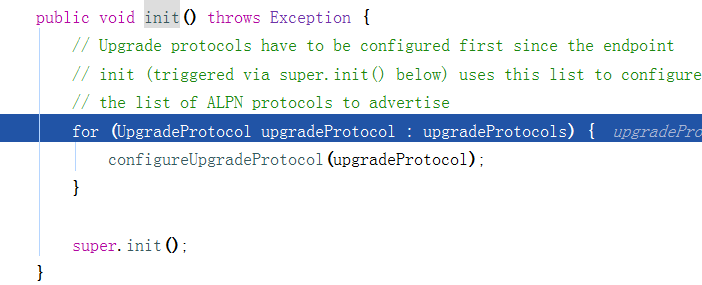 public void init() throws Exception {
// Upgrade protocols have to be configured first since the endpoint
// init (triggered via super.init() below) uses this list to configure
// the list of ALPN protocols to advertise
for (UpgradeProtocol upgradeProtocol : upgradeProtocols) { upgradePro
configureUpgradeProtocol(upgradeProtocol);
}
super.init();
}